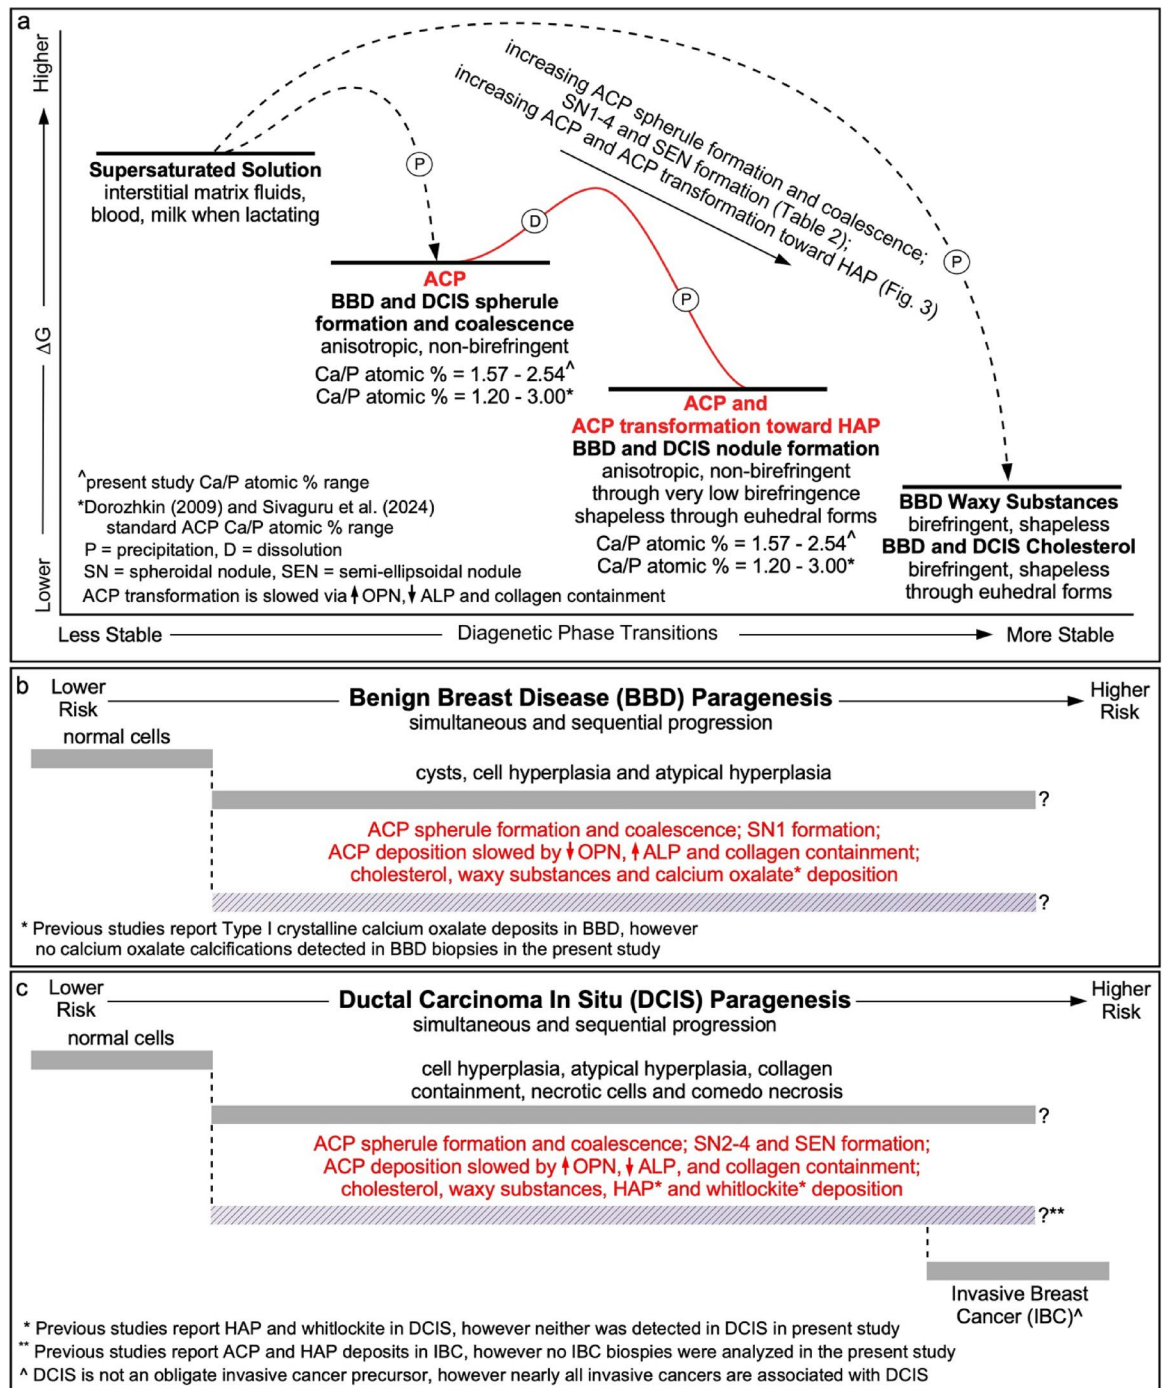 a
Higher
ΔG
Lower
Supersaturated Solution
interstitial matrix fluids,
blood, milk when lactating
P
increasing ACP spherule formation and coalescence;
SN1-4 and SEN formation (Table 2);
increasing ACP and ACP transformation toward HAP (Fig. 3)
D
P
P
ACP
BBD and DCIS spherule
formation and coalescence
anisotropic, non-birefringent
Ca/P atomic % = 1.57 - 2.54^
Ca/P atomic % = 1.20 - 3.00*
ACP and
ACP transformation toward HAP
BBD and DCIS nodule formation
anisotropic, non-birefringent
through very low birefringence
shapeless through euhedral forms
Ca/P atomic % = 1.57 - 2.54^
Ca/P atomic % = 1.20 - 3.00*
BBD Waxy Substances
birefringent, shapeless
BBD and DCIS Cholesterol
birefringent, shapeless
through euhedral forms
^present study Ca/P atomic % range
*Dorozhkin (2009) and Sivaguru et al. (2024)
standard ACP Ca/P atomic % range
P = precipitation, D = dissolution
SN = spheroidal nodule, SEN = semi-ellipsoidal nodule
ACP transformation is slowed via ↑OPN, ↓ALP and collagen containment
Less Stable
Diagenetic Phase Transitions
More Stable
b
Lower
Risk
Benign Breast Disease (BBD) Paragenesis
simultaneous and sequential progression
Higher
Risk
normal cells
cysts, cell hyperplasia and atypical hyperplasia
?
ACP spherule formation and coalescence; SN1 formation;
ACP deposition slowed by ↓OPN, ↑ALP and collagen containment;
cholesterol, waxy substances and calcium oxalate* deposition
?
* Previous studies report Type I crystalline calcium oxalate deposits in BBD, however
no calcium oxalate calcifications detected in BBD biopsies in the present study
c
Lower
Risk
Ductal Carcinoma In Situ (DCIS) Paragenesis
simultaneous and sequential progression
Higher
Risk
normal cells
cell hyperplasia, atypical hyperplasia, collagen
containment, necrotic cells and comedo necrosis
?
ACP spherule formation and coalescence; SN2-4 and SEN formation;
ACP deposition slowed by ↑OPN, ↓ALP, and collagen containment;
cholesterol, waxy substances, HAP* and whitlockite* deposition
?**
Invasive Breast
Cancer (IBC)^
* Previous studies report HAP and whitlockite in DCIS, however neither was detected in DCIS in present study
** Previous studies report ACP and HAP deposits in IBC, however no IBC biospies were analyzed in the present study
^ DCIS is not an obligate invasive cancer precursor, however nearly all invasive cancers are associated with DCIS